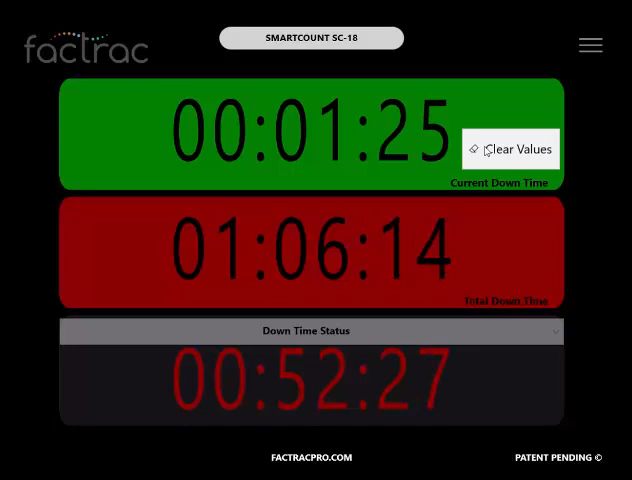 factrac
SMARTCOUNT SC-18
00:01:25
Clear Values
Current Down Time
01:06:14
Total Down Time
Down Time Status
00:52:27
FACTRACPRO.COM
PATENT PENDING ©